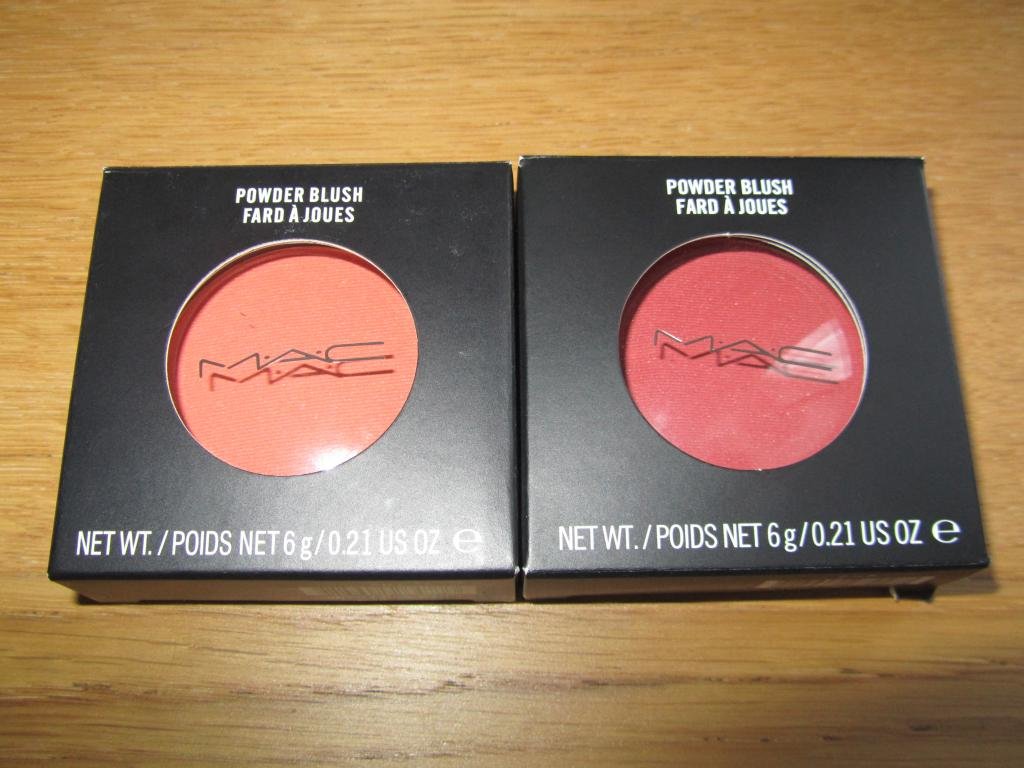 POWDER BLUSH
FARD À JOUES
M·A·C
NET WT. / POIDS NET 6 g / 0.21 US OZ ℮
POWDER BLUSH
FARD À JOUES
M·A·C
NET WT. / POIDS NET 6 g / 0.21 US OZ ℮